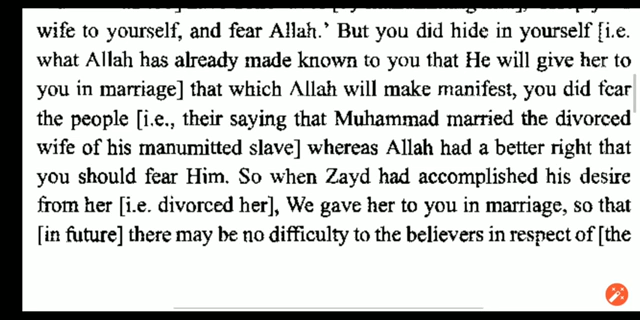 wife to yourself, and fear Allah.' But you did hide in yourself [i.e.
what Allah has already made known to you that He will give her to
you in marriage] that which Allah will make manifest, you did fear
the people [i.e., their saying that Muhammad married the divorced
wife of his manumitted slave] whereas Allah had a better right that
you should fear Him. So when Zayd had accomplished his desire
from her [i.e. divorced her], We gave her to you in marriage, so that
[in future] there may be no difficulty to the believers in respect of [the